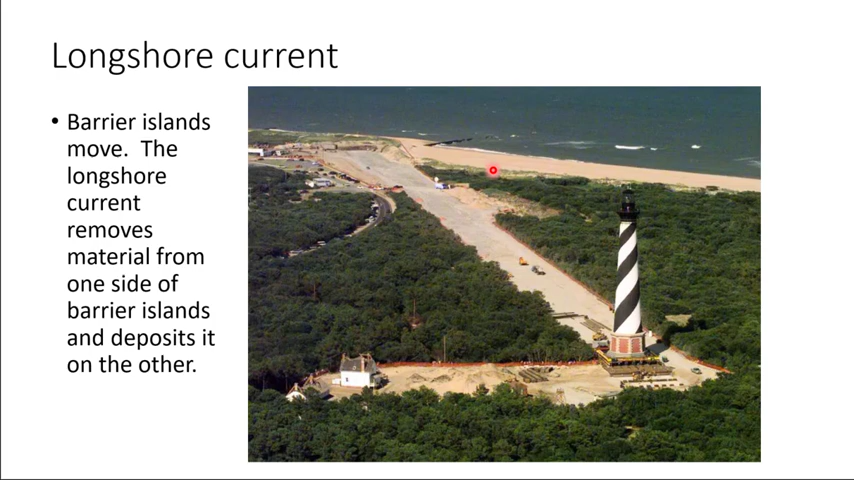 Longshore current
• Barrier islands
move.  The
longshore
current
removes
material from
one side of
barrier islands
and deposits it
on the other.